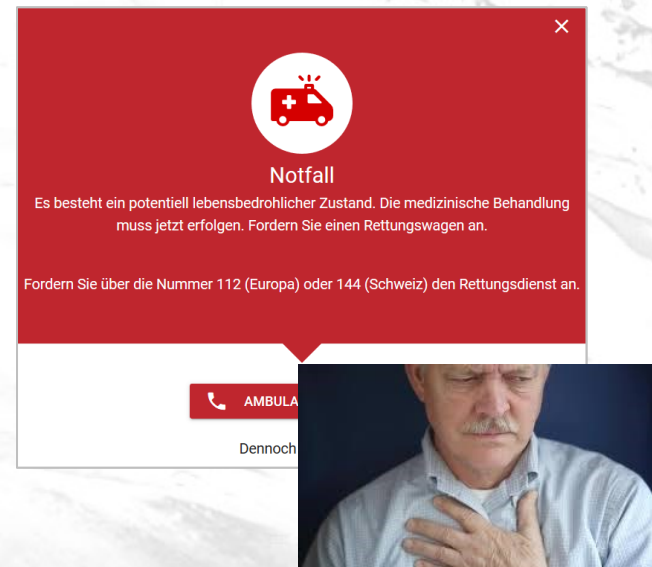 Notfall
Es besteht ein potentiell lebensbedrohlicher Zustand. Die medizinische Behandlung
muss jetzt erfolgen. Fordern Sie einen Rettungswagen an.
Fordern Sie über die Nummer 112 (Europa) oder 144 (Schweiz) den Rettungsdienst an.
Dennoch